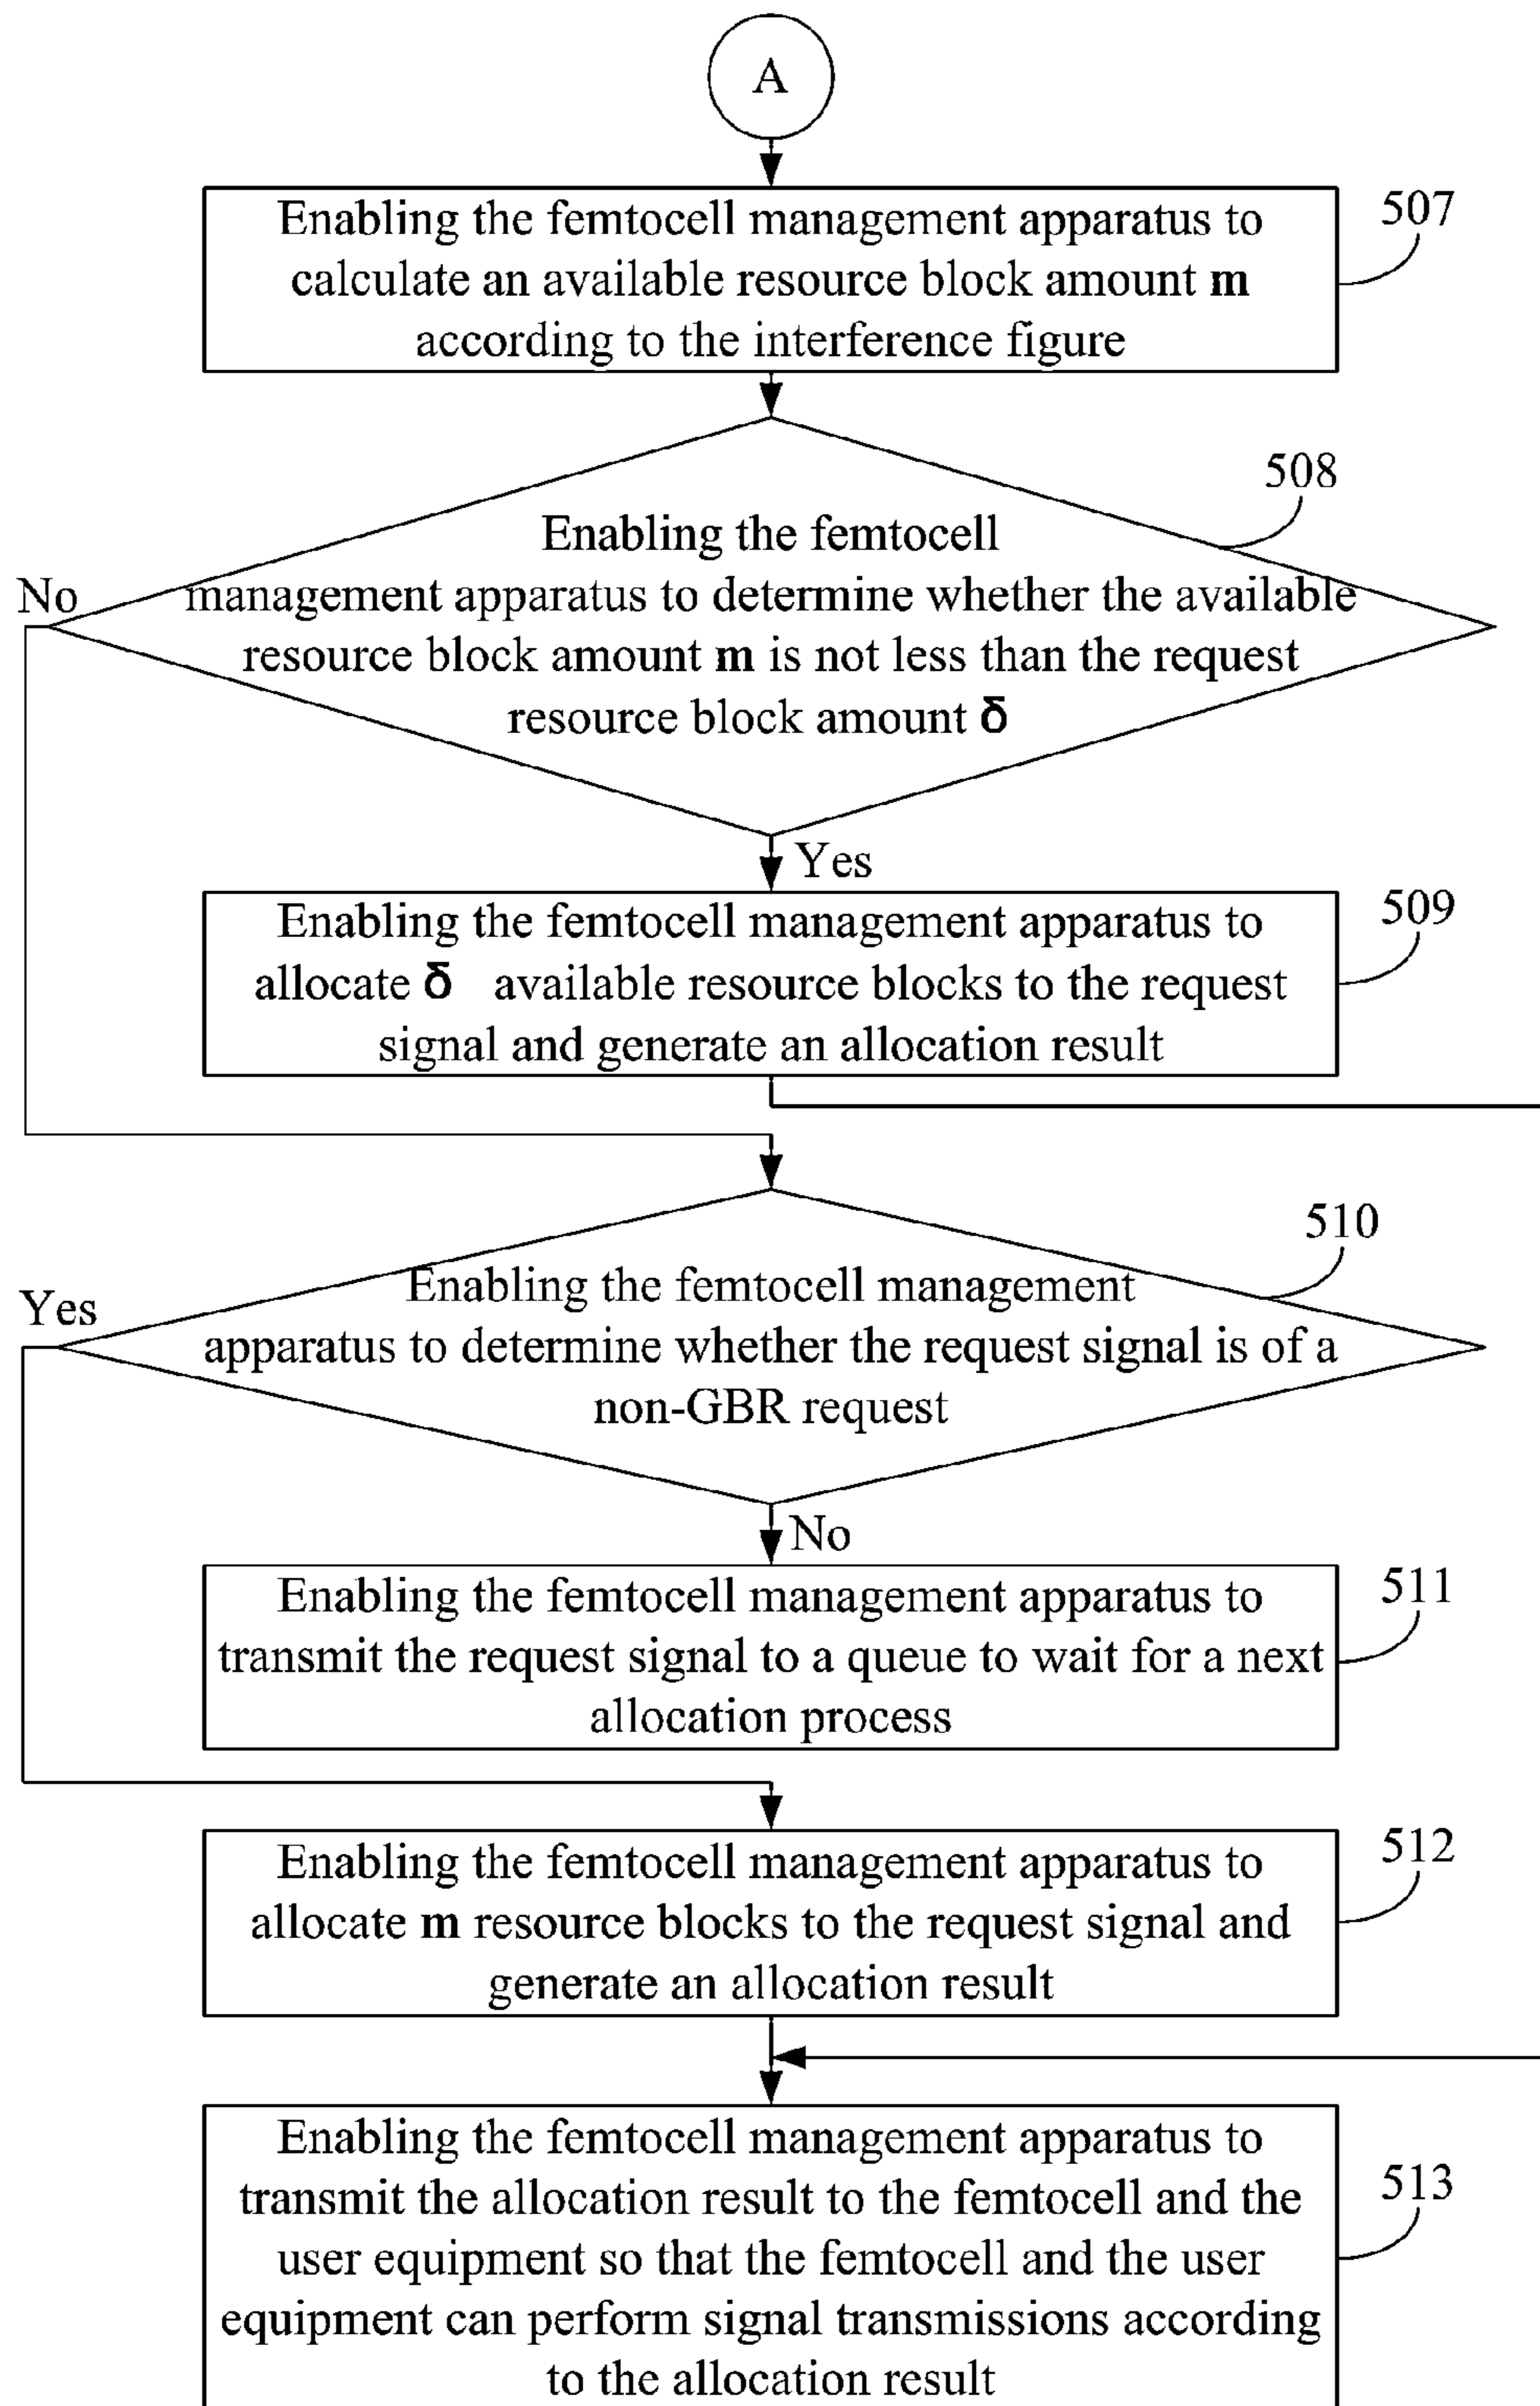 A
Enabling the femtocell management apparatus to
calculate an available resource block amount m
according to the interference figure
507
508
Enabling the femtocell
management apparatus to determine whether the available
resource block amount m is not less than the request
resource block amount δ
No
Yes
Enabling the femtocell management apparatus to
allocate δ available resource blocks to the request
signal and generate an allocation result
509
510
Enabling the femtocell management
apparatus to determine whether the request signal is of a
non-GBR request
Yes
No
Enabling the femtocell management apparatus to
transmit the request signal to a queue to wait for a next
allocation process
511
Enabling the femtocell management apparatus to
allocate m resource blocks to the request signal and
generate an allocation result
512
Enabling the femtocell management apparatus to
transmit the allocation result to the femtocell and the
user equipment so that the femtocell and the user
equipment can perform signal transmissions according
to the allocation result
513